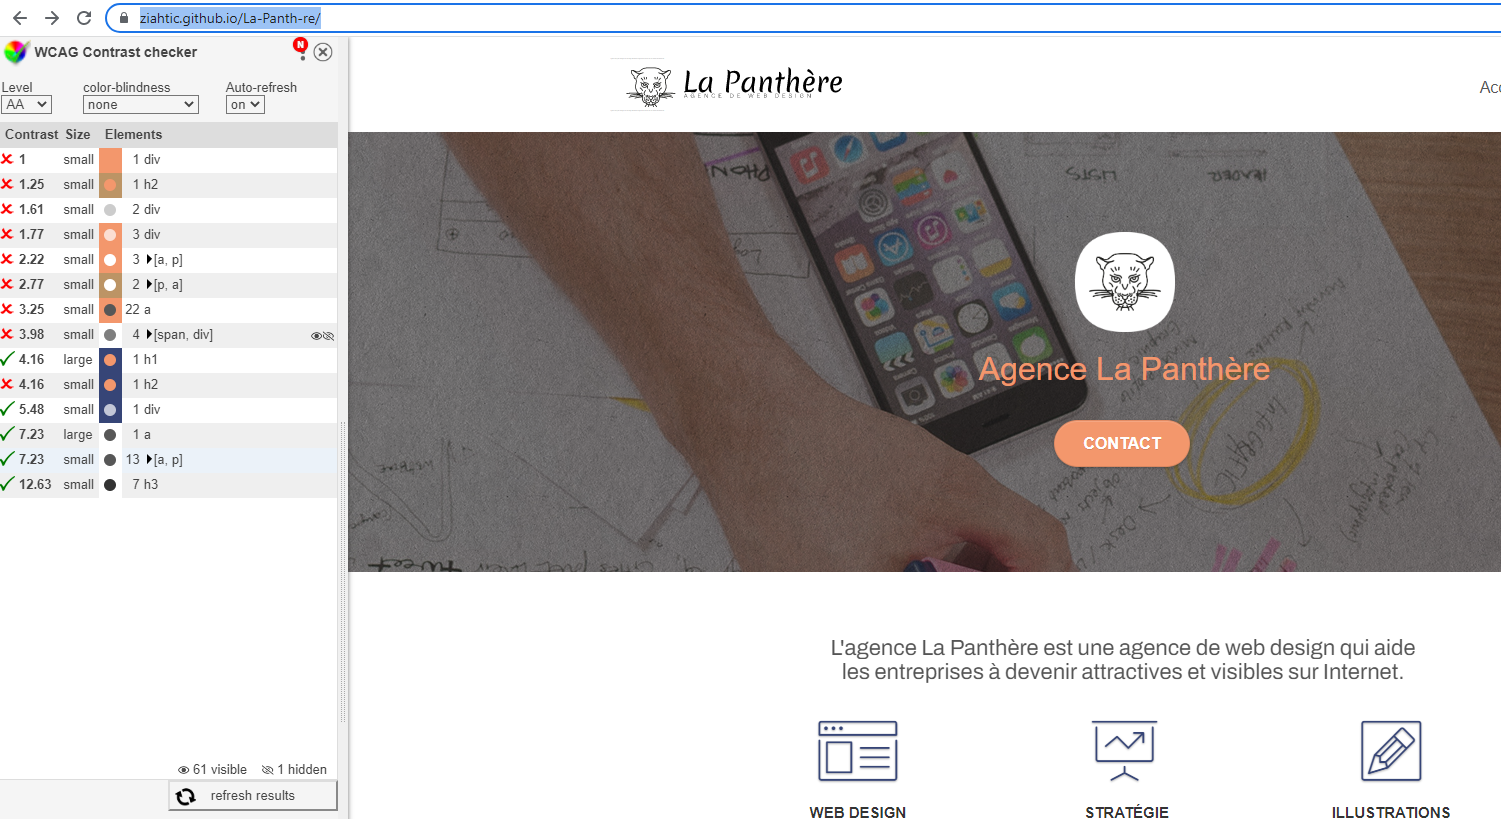 ziahtic.github.io/La-Panth-re/
WCAG Contrast checker
N
Level
color-blindness
Auto-refresh
AA
none
on
Contrast Size Elements
1 small 1 div
1.25 small 1 h2
1.61 small 2 div
1.77 small 3 div
2.22 small 3 [a, p]
2.77 small 2 [p, a]
3.25 small 22 a
3.98 small 4 [span, div]
4.16 large 1 h1
4.16 small 1 h2
5.48 small 1 div
7.23 large 1 a
7.23 small 13 [a, p]
12.63 small 7 h3
61 visible 1 hidden
refresh results
La Panthère
AGENCE DE WEB DESIGN
Acc
PHON
LISTS
HEADER
Agence La Panthère
CONTACT
L'agence La Panthère est une agence de web design qui aide
les entreprises à devenir attractives et visibles sur Internet.
WEB DESIGN
STRATÉGIE
ILLUSTRATIONS